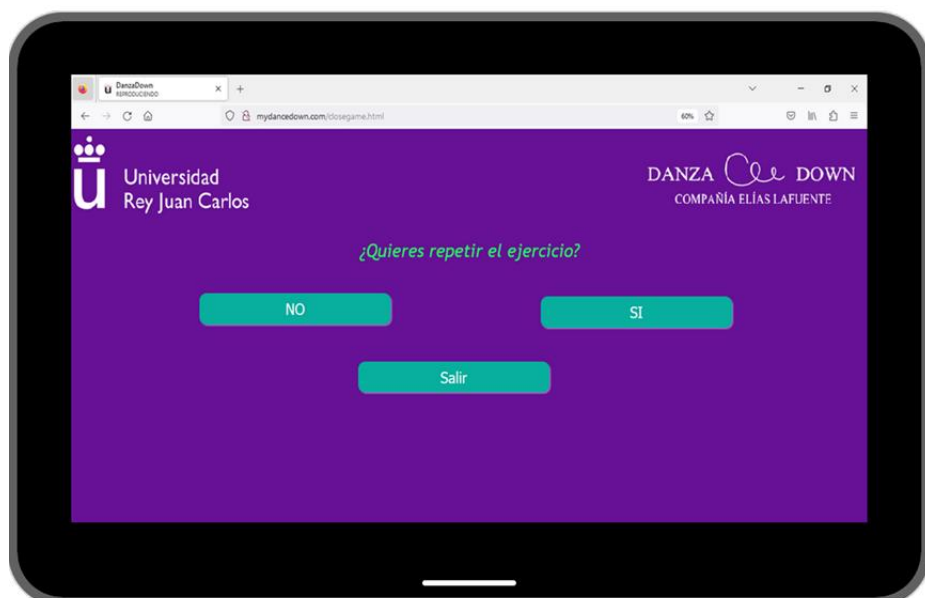 DanzaDown
REPRODUCIENDO
mydancedown.com/closegame.html
60%
Universidad
Rey Juan Carlos
DANZA DOWN
COMPAÑÍA ELÍAS LAFUENTE
¿Quieres repetir el ejercicio?
NO
SI
Salir